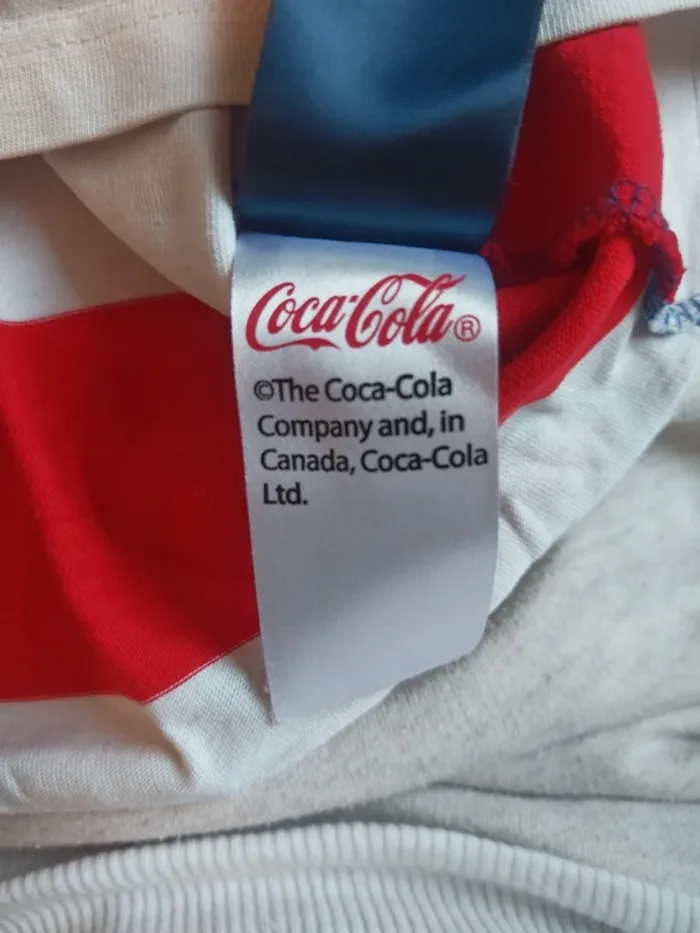 Coca-Cola®
©The Coca-Cola
Company and, in
Canada, Coca-Cola
Ltd.